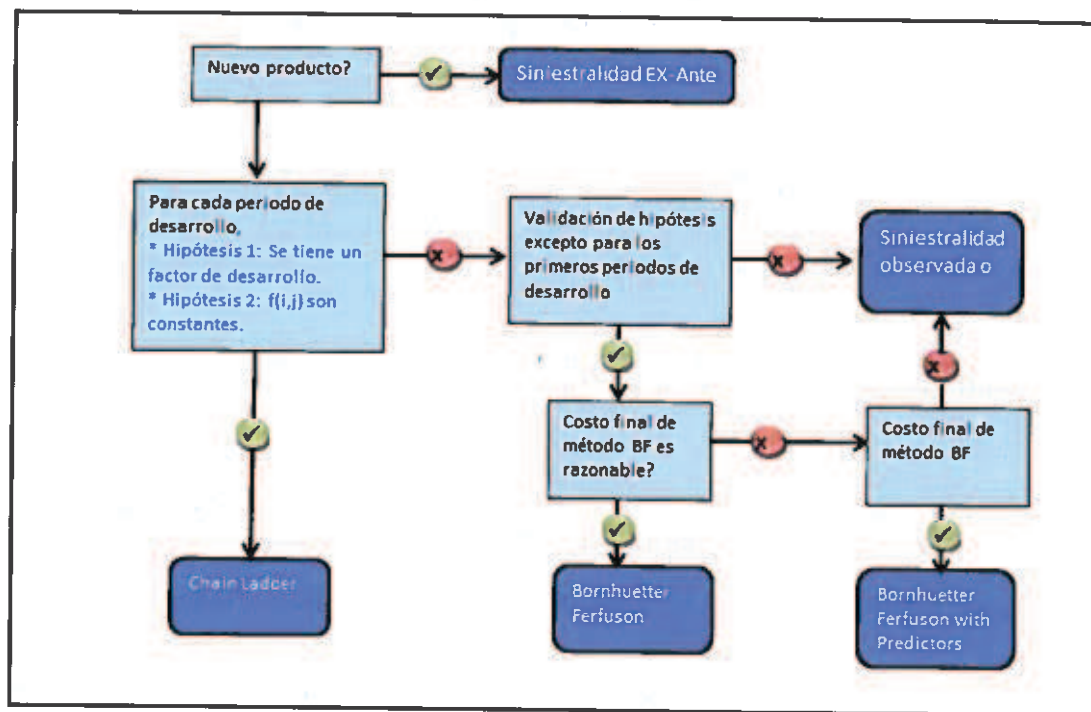 Nuevo producto?
Siniestralidad EX-Ante
Para cada periodo de
desarrollo,
* Hipótesis 1: Se tiene un
factor de desarrollo.
* Hipótesis 2: f(i,j) son
constantes.
x
Validación de hipótesis
excepto para los
primeros periodos de
desarrollo
x
Siniestralidad
observada o
x
Costo final de
método BF es
razonable?
x
Costo final de
método BF
Chain Ladder
Bornhuetter
Ferfuson
Bornhuetter
Ferfuson with
Predictors